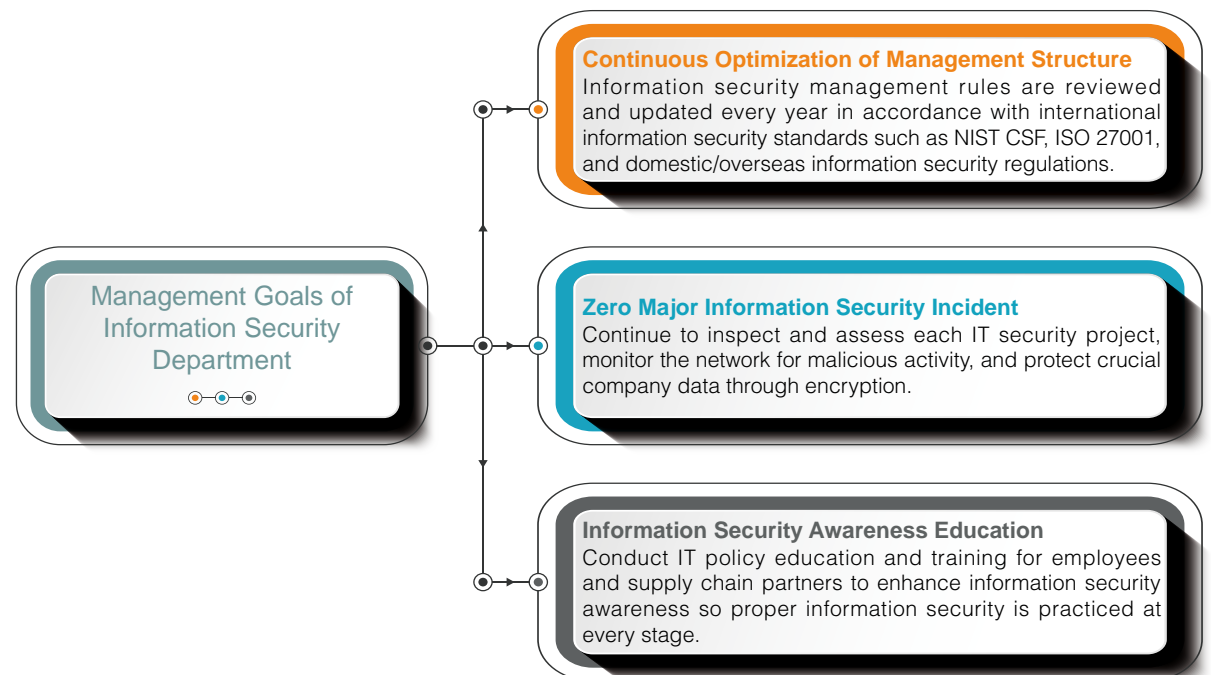 Management Goals of
Information Security
Department
Continuous Optimization of Management Structure
Information security management rules are reviewed
and updated every year in accordance with international
information security standards such as NIST CSF, ISO 27001,
and domestic/overseas information security regulations.
Zero Major Information Security Incident
Continue to inspect and assess each IT security project,
monitor the network for malicious activity, and protect crucial
company data through encryption.
Information Security Awareness Education
Conduct IT policy education and training for employees
and supply chain partners to enhance information security
awareness so proper information security is practiced at
every stage.